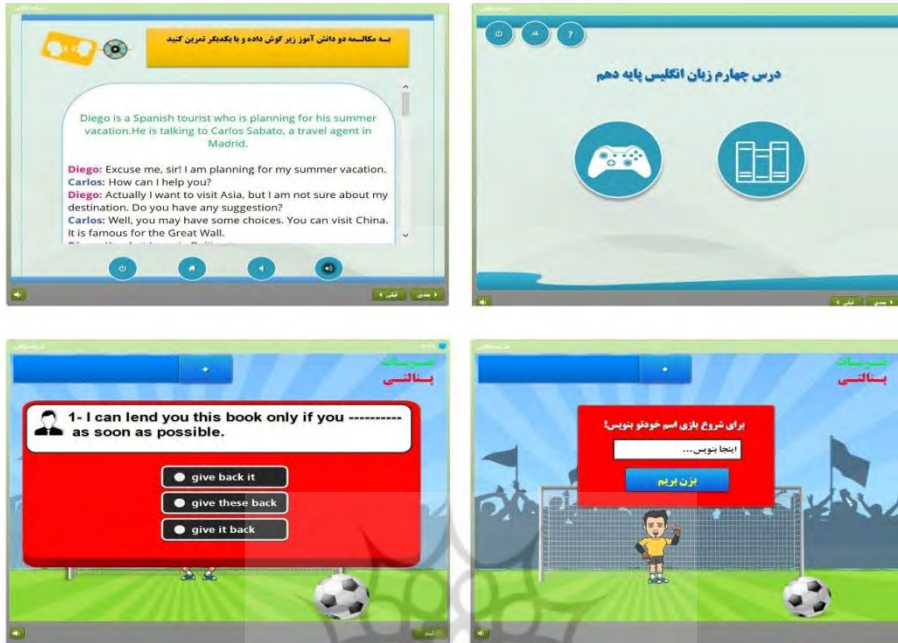 به مکالمه دو دانش آموز زیر گوش داده و با یکدیگر تمرین کنید
Diego is a Spanish tourist who is planning for his summer
vacation.He is talking to Carlos Sabato, a travel agent in
Madrid.
Diego: Excuse me, sir! I am planning for my summer vacation.
Carlos: How can I help you?
Diego: Actually I want to visit Asia, but I am not sure about my
destination. Do you have any suggestion?
Carlos: Well, you may have some choices. You can visit China.
It is famous for the Great Wall.
قبلی
بعدی
?
درس چهارم زبان انگلیس پایه دهم
قبلی
بعدی
ضربات
پنالتی
1- I can lend you this book only if you ----------
as soon as possible.
give back it
give these back
give it back
ثبت
ضربات
پنالتی
برای شروع بازی اسم خودتو بنویس!
اینجا بنویس...
بزن بریم